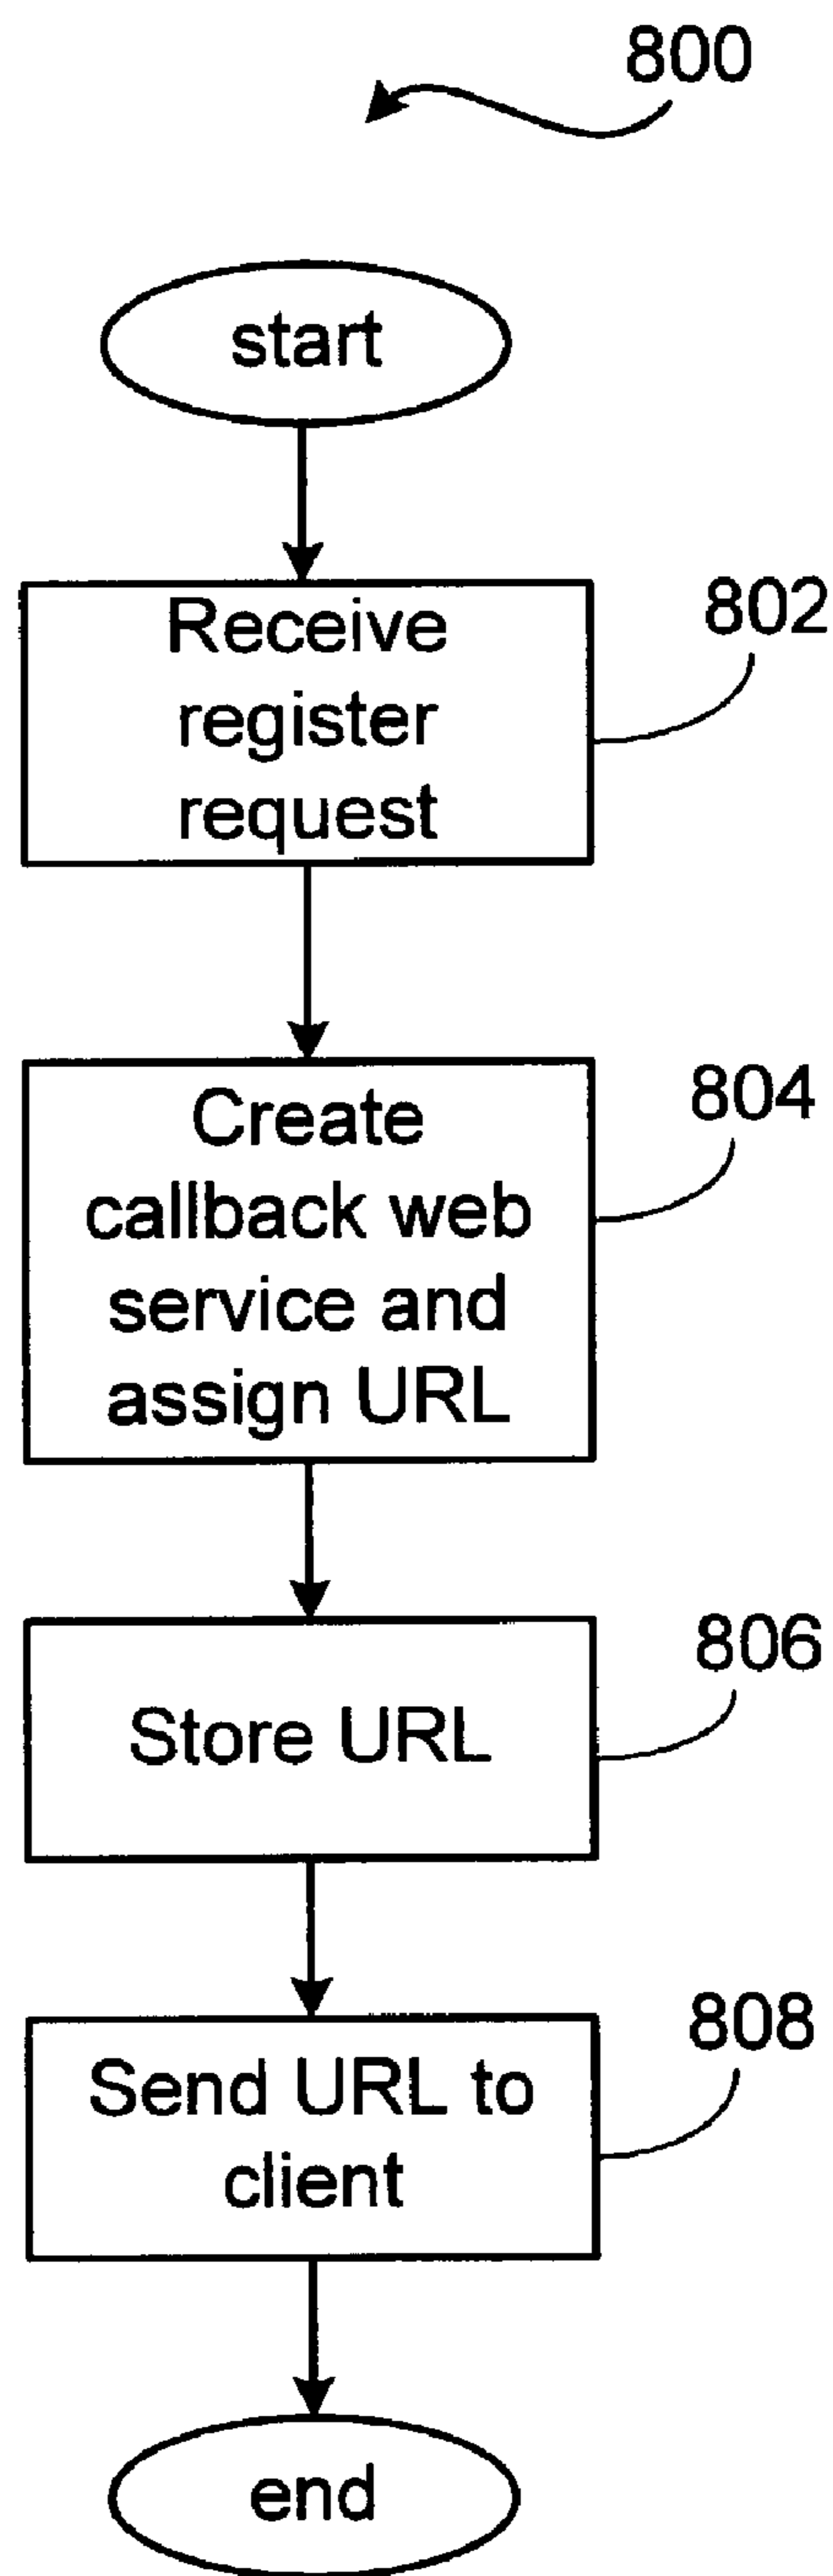 800
start
Receive
register
request
802
Create
callback web
service and
assign URL
804
Store URL
806
Send URL to
client
808
end